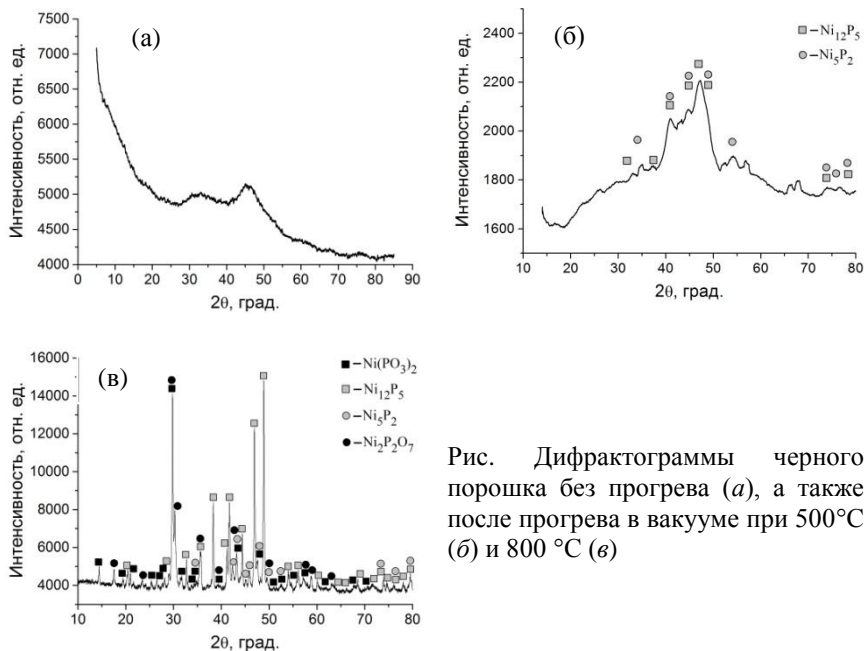 (а)
Интенсивность, отн. ед.
7500
7000
6500
6000
5500
5000
4500
4000
0 10 20 30 40 50 60 70 80 90
2θ, град.
(б)
–Ni12P5
–Ni5P2
Интенсивность, отн. ед.
2200
2000
1800
1600
10 20 30 40 50 60 70 80
2θ, град.
(в)
–Ni(PO3)2
–Ni12P5
–Ni5P2
–Ni2P2O7
Интенсивность, отн. ед.
16000
14000
12000
10000
8000
6000
4000
10 20 30 40 50 60 70 80
2θ, град.
Рис. Дифрактограммы черного
порошка без прогрева (а), а также
после прогрева в вакууме при 500°С
(б) и 800 °С (в)